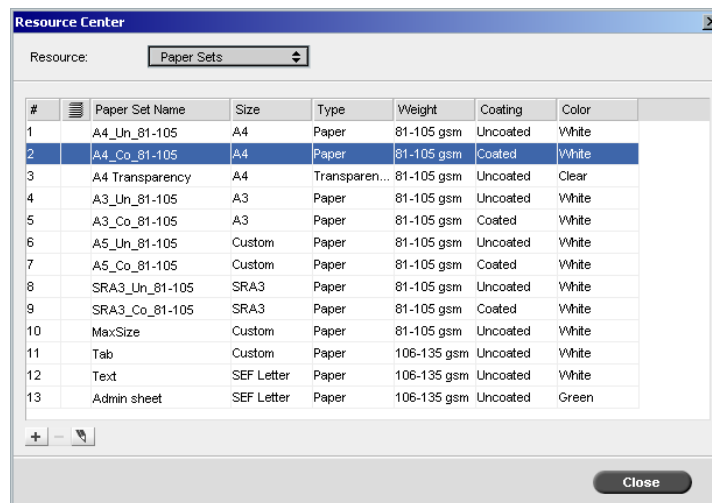 Resource Center
Resource: Paper Sets
# Paper Set Name Size Type Weight Coating Color
1 A4_Un_81-105 A4 Paper 81-105 gsm Uncoated White
2 A4_Co_81-105 A4 Paper 81-105 gsm Coated White
3 A4 Transparency A4 Transparen... 81-105 gsm Uncoated Clear
4 A3_Un_81-105 A3 Paper 81-105 gsm Uncoated White
5 A3_Co_81-105 A3 Paper 81-105 gsm Coated White
6 A5_Un_81-105 Custom Paper 81-105 gsm Uncoated White
7 A5_Co_81-105 Custom Paper 81-105 gsm Coated White
8 SRA3_Un_81-105 SRA3 Paper 81-105 gsm Uncoated White
9 SRA3_Co_81-105 SRA3 Paper 81-105 gsm Coated White
10 MaxSize Custom Paper 81-105 gsm Uncoated White
11 Tab Custom Paper 106-135 gsm Uncoated White
12 Text SEF Letter Paper 106-135 gsm Uncoated White
13 Admin sheet SEF Letter Paper 106-135 gsm Uncoated Green
Close